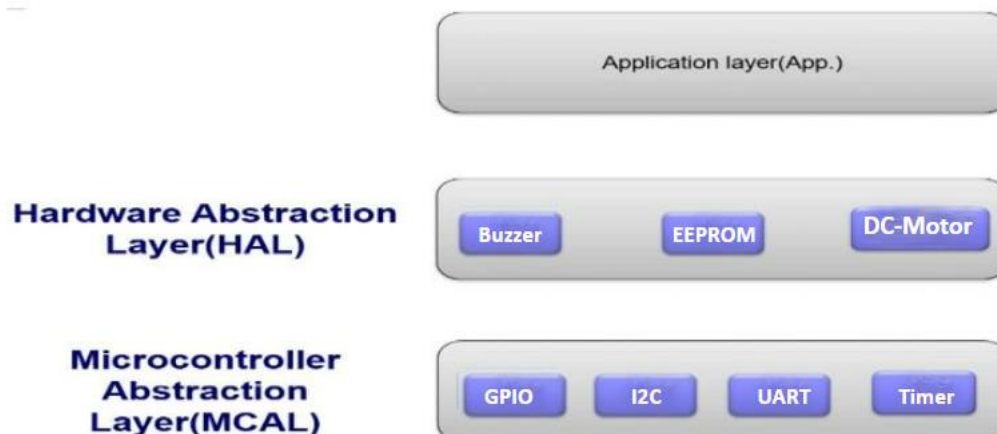 Application layer(App.)
Hardware Abstraction
Layer(HAL)
Buzzer
EEPROM
DC-Motor
Microcontroller
Abstraction
Layer(MCAL)
GPIO
I2C
UART
Timer